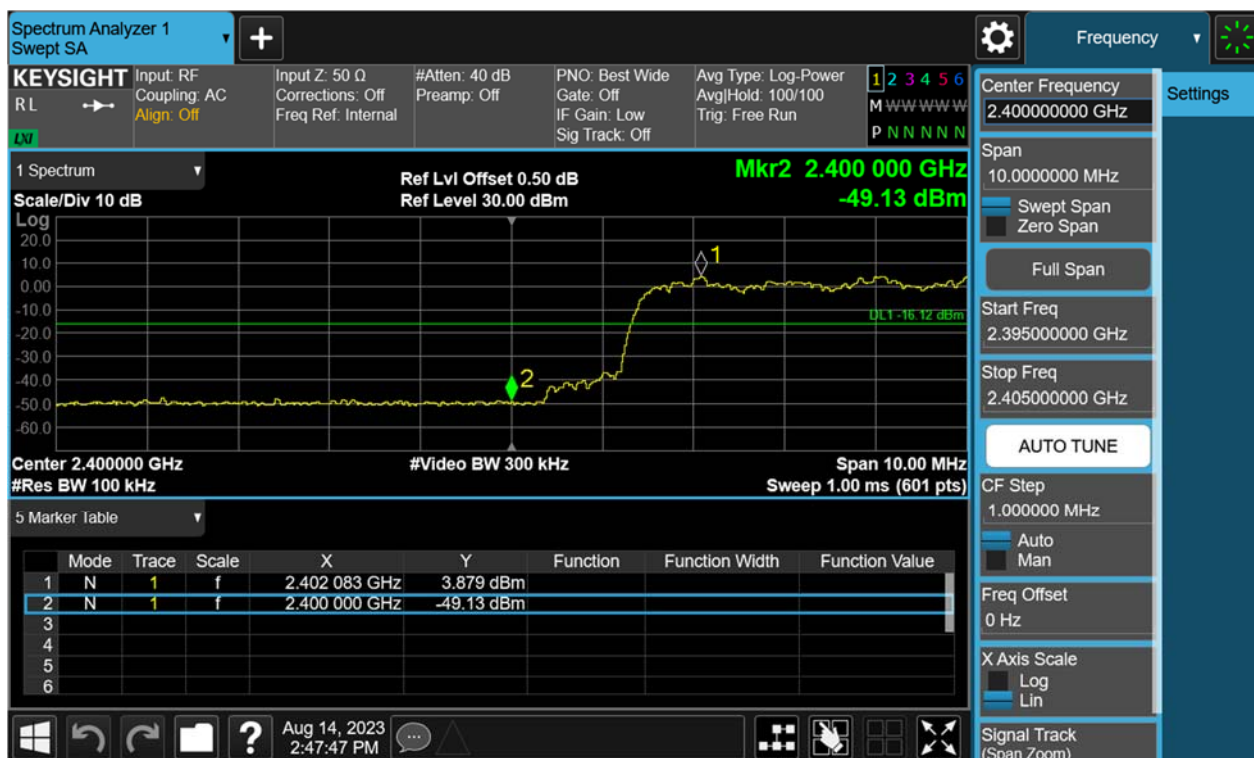 Spectrum Analyzer 1
Swept SA
Frequency
KEYSIGHT
R L
LXI
Input: RF
Coupling: AC
Align: Off
Input Z: 50 Ω
Corrections: Off
Freq Ref: Internal
#Atten: 40 dB
Preamp: Off
PNO: Best Wide
Gate: Off
IF Gain: Low
Sig Track: Off
Avg Type: Log-Power
Avg|Hold: 100/100
Trig: Free Run
1 2 3 4 5 6
M W W W W W
P N N N N N
1 Spectrum
Scale/Div 10 dB
Ref Lvl Offset 0.50 dB
Ref Level 30.00 dBm
Mkr2 2.400 000 GHz
-49.13 dBm
Log
20.0
10.0
0.00
-10.0
-20.0
-30.0
-40.0
-50.0
-60.0
1
DL1 -16.12 dBm
2
Center 2.400000 GHz
#Video BW 300 kHz
Span 10.00 MHz
#Res BW 100 kHz
Sweep 1.00 ms (601 pts)
5 Marker Table
Mode Trace Scale X Y Function Function Width Function Value
1 N 1 f 2.402 083 GHz 3.879 dBm
2 N 1 f 2.400 000 GHz -49.13 dBm
3
4
5
6
?
Aug 14, 2023
2:47:47 PM
Center Frequency
2.400000000 GHz
Settings
Span
10.0000000 MHz
Swept Span
Zero Span
Full Span
Start Freq
2.395000000 GHz
Stop Freq
2.405000000 GHz
AUTO TUNE
CF Step
1.000000 MHz
Auto
Man
Freq Offset
0 Hz
X Axis Scale
Log
Lin
Signal Track
(Span Zoom)